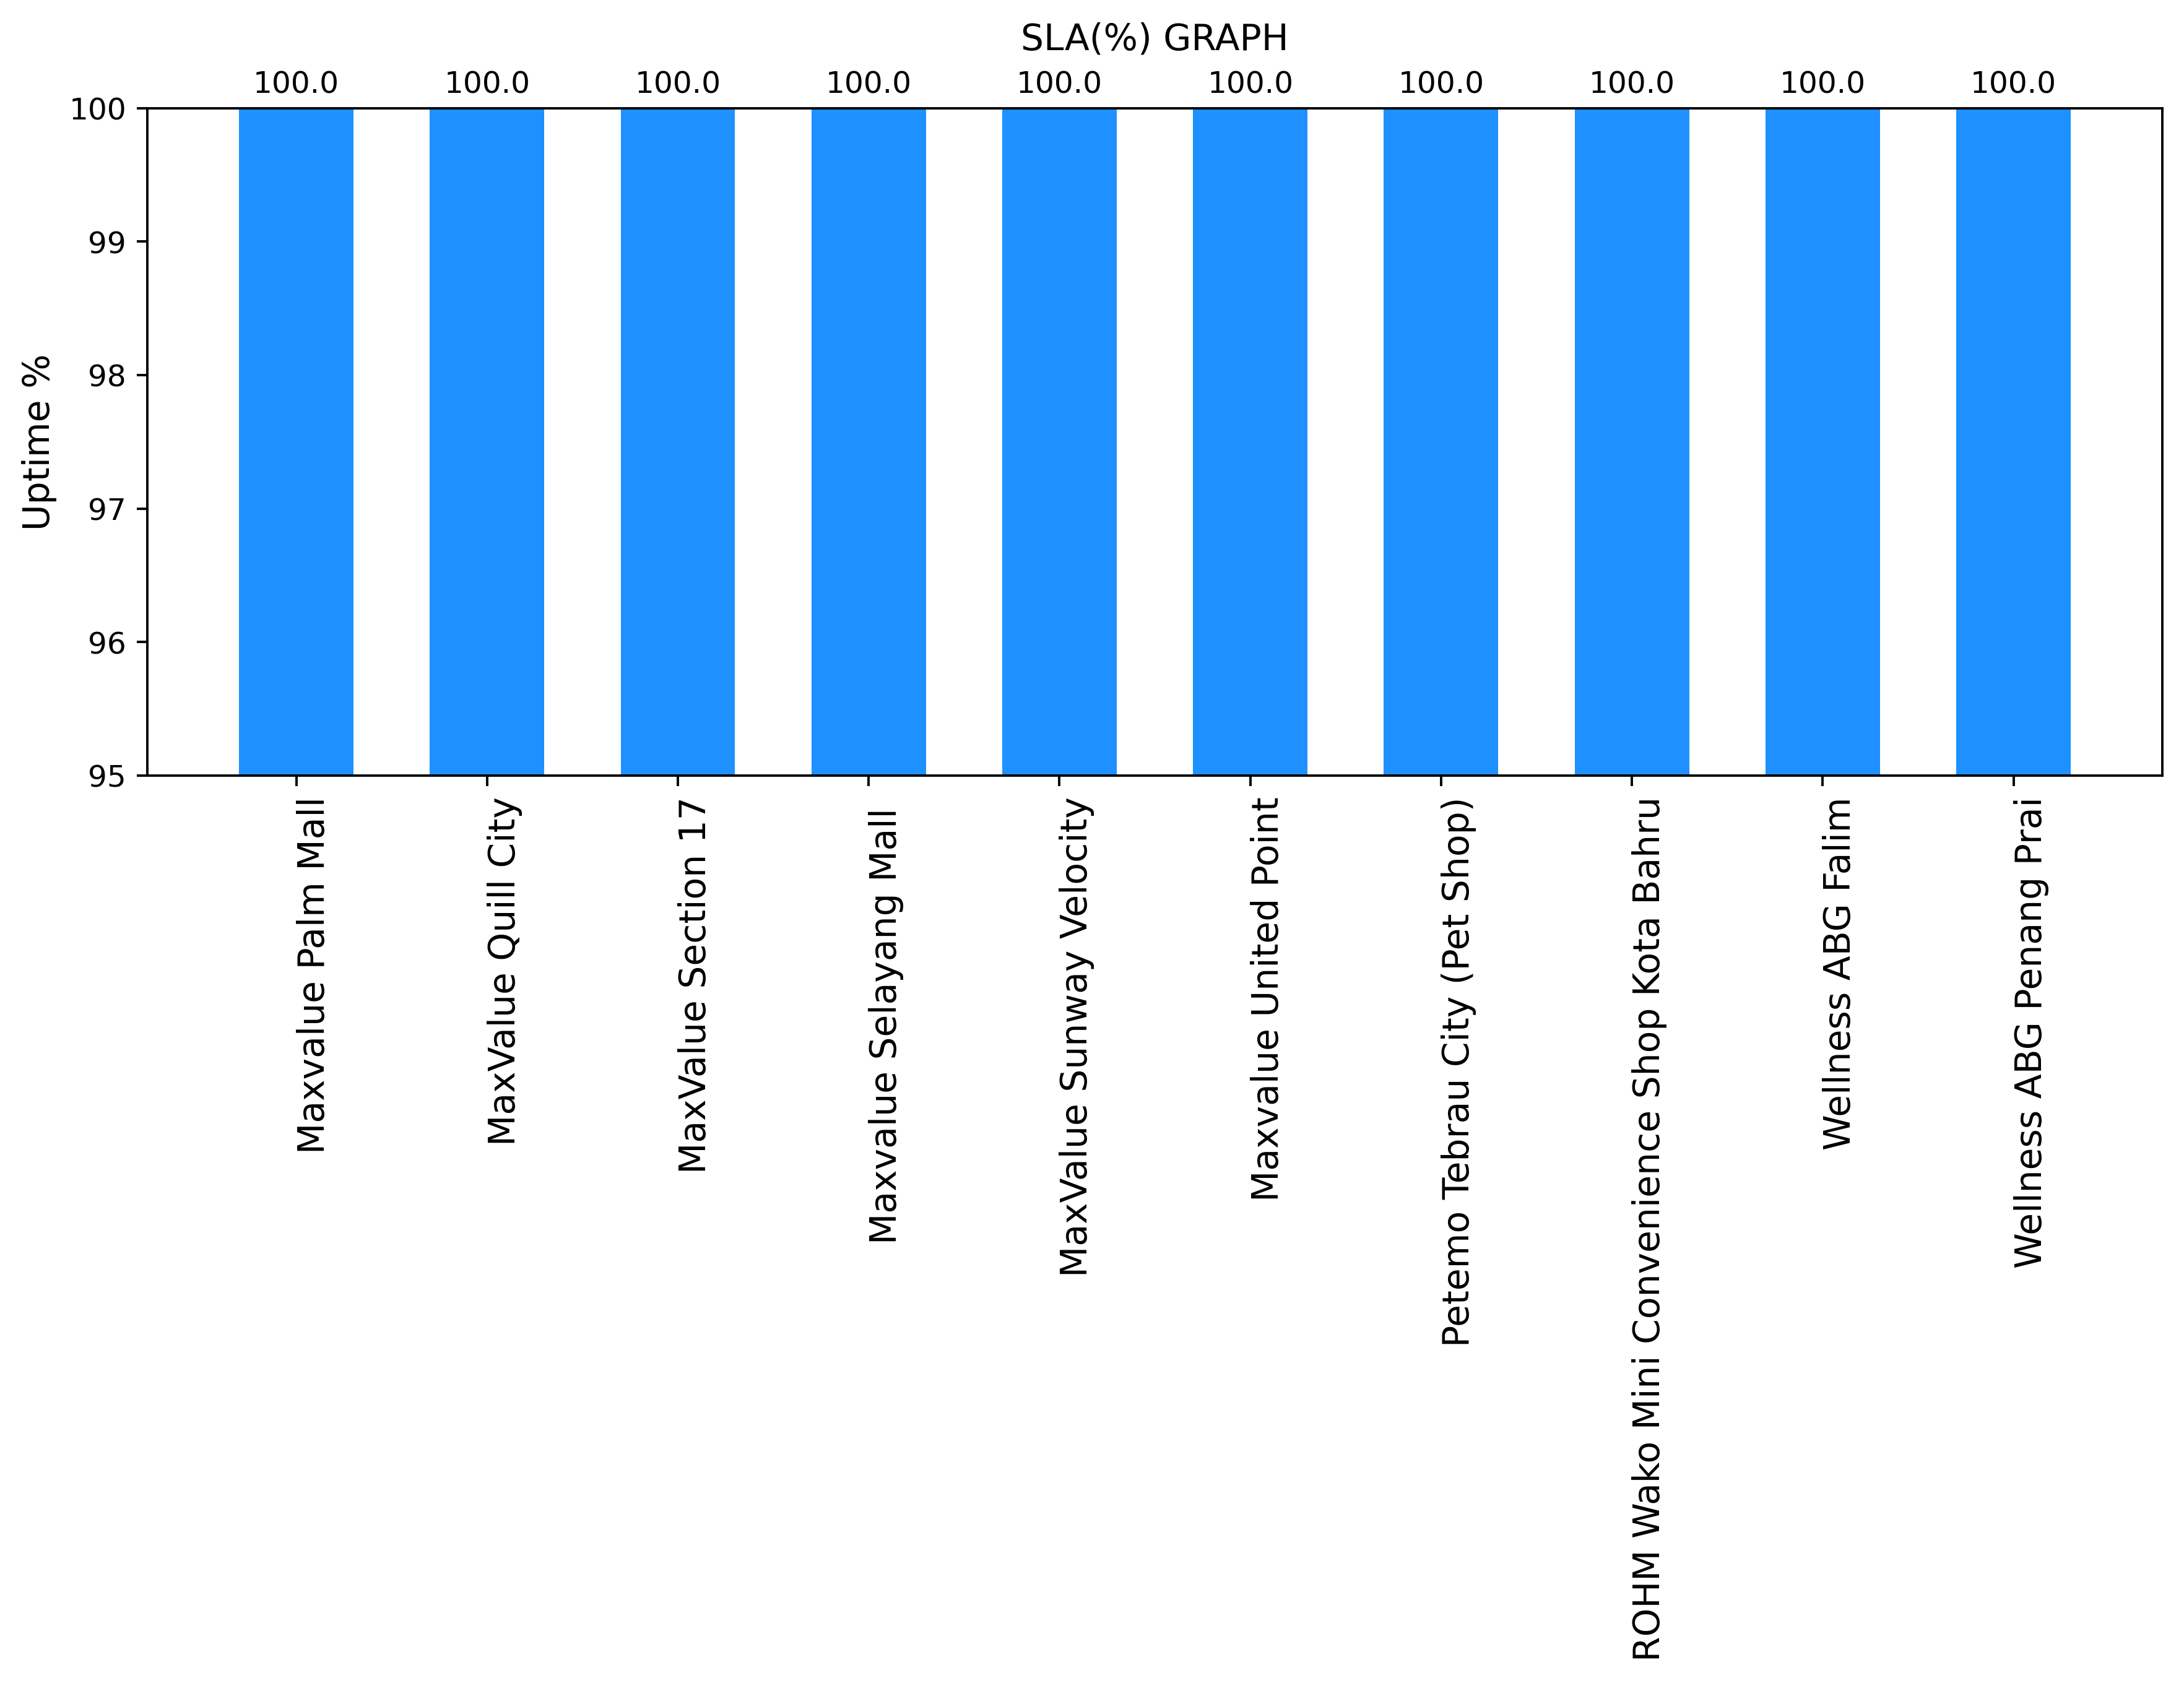 SLA(%) GRAPH
100.0 100.0 100.0 100.0 100.0 100.0 100.0 100.0 100.0 100.0
100
99
98
97
96
95
Uptime %
Maxvalue Palm Mall
MaxValue Quill City
MaxValue Section 17
Maxvalue Selayang Mall
MaxValue Sunway Velocity
Maxvalue United Point
Petemo Tebrau City (Pet Shop)
ROHM Wako Mini Convenience Shop Kota Bahru
Wellness ABG Falim
Wellness ABG Penang Prai